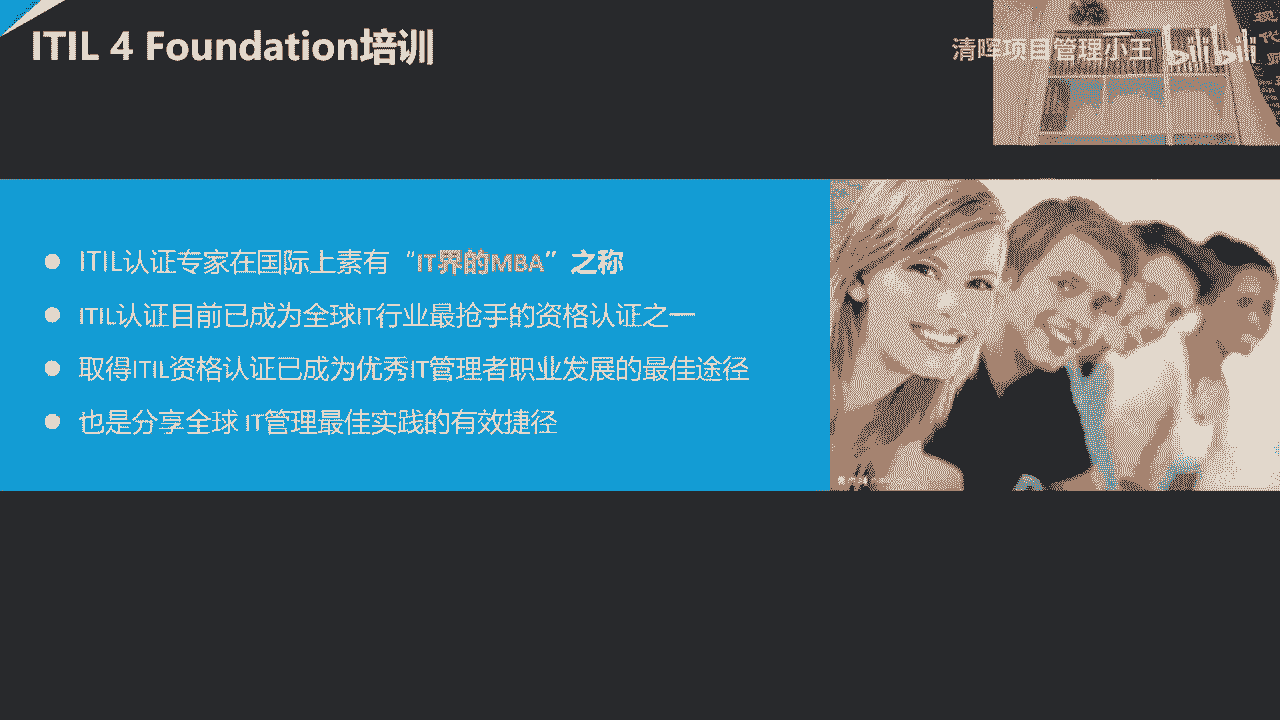 ITIL 4 Foundation培训
清晖项目管理小王 bilibili
现
代
ITIL认证专家在国际上素有“IT界的MBA”之称
ITIL认证目前已成为全球IT行业最抢手的资格认证之一
取得ITIL资格认证已成为优秀IT管理者职业发展的最佳途径
也是分享全球 IT管理最佳实践的有效捷径